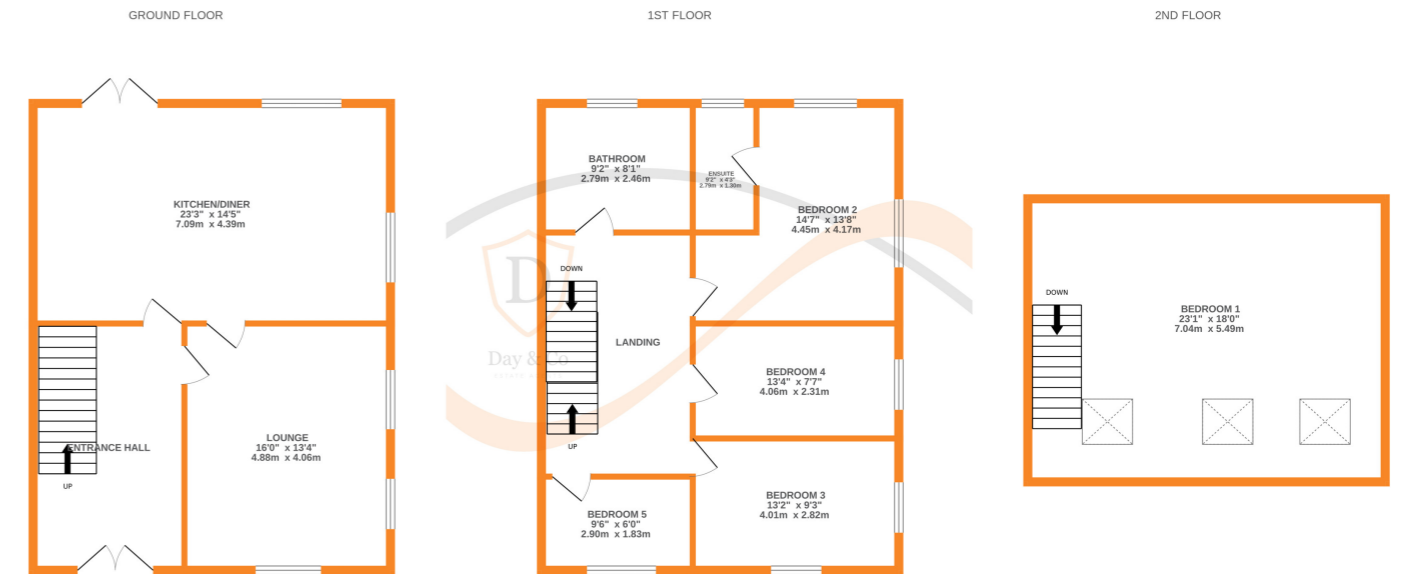 GROUND FLOOR
1ST FLOOR
2ND FLOOR
KITCHEN/DINER
23'3" x 14'5"
7.09m x 4.39m
ENTRANCE HALL
UP
LOUNGE
16'0" x 13'4"
4.88m x 4.06m
BATHROOM
9'2" x 8'1"
2.79m x 2.46m
ENSUITE
9'2" x 4'3"
2.79m x 1.30m
BEDROOM 2
14'7" x 13'8"
4.45m x 4.17m
DOWN
LANDING
D
Day & Co
UP
BEDROOM 4
13'4" x 7'7"
4.06m x 2.31m
BEDROOM 3
13'2" x 9'3"
4.01m x 2.82m
BEDROOM 5
9'6" x 6'0"
2.90m x 1.83m
DOWN
BEDROOM 1
23'1" x 18'0"
7.04m x 5.49m